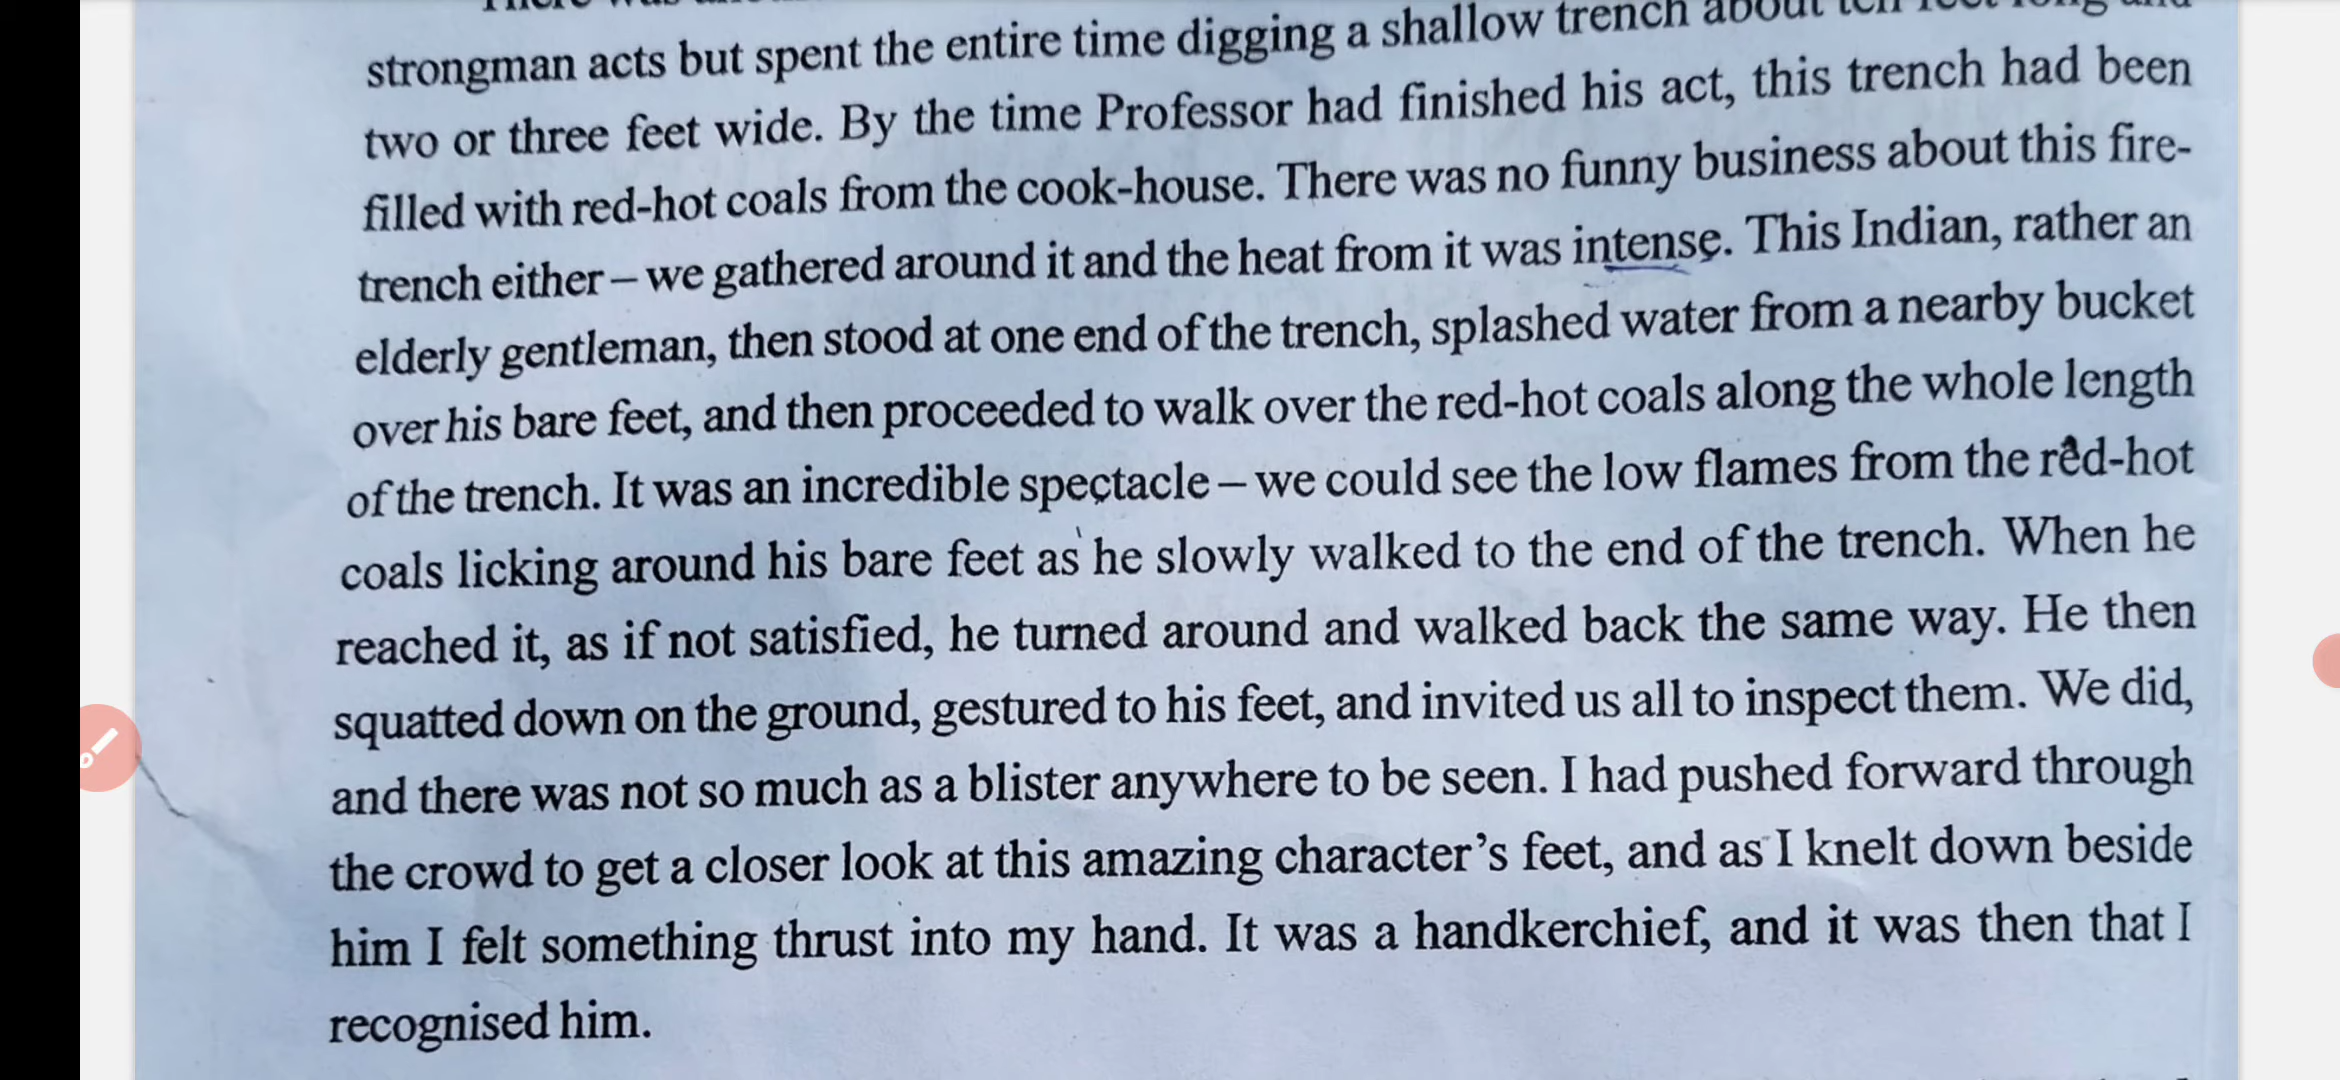 strongman acts but spent the entire time digging a shallow trench about ten feet long and
two or three feet wide. By the time Professor had finished his act, this trench had been
filled with red-hot coals from the cook-house. There was no funny business about this fire-
trench either – we gathered around it and the heat from it was intense. This Indian, rather an
elderly gentleman, then stood at one end of the trench, splashed water from a nearby bucket
over his bare feet, and then proceeded to walk over the red-hot coals along the whole length
of the trench. It was an incredible spectacle – we could see the low flames from the red-hot
coals licking around his bare feet as he slowly walked to the end of the trench. When he
reached it, as if not satisfied, he turned around and walked back the same way. He then
squatted down on the ground, gestured to his feet, and invited us all to inspect them. We did,
and there was not so much as a blister anywhere to be seen. I had pushed forward through
the crowd to get a closer look at this amazing character's feet, and as I knelt down beside
him I felt something thrust into my hand. It was a handkerchief, and it was then that I
recognised him.